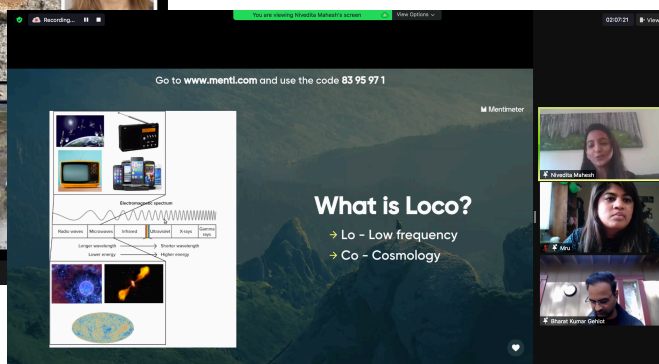 Recording...
You are viewing Nivedita Mahesh's screen
View Options
02:07:21
View
Go to www.menti.com and use the code 83 95 97 1
Mentimeter
Electromagnetic spectrum
Radio waves Microwaves Infrared Ultraviolet X-rays Gamma rays
Longer wavelength Shorter wavelength
Lower energy Higher energy
What is Loco?
→ Lo - Low frequency
→ Co - Cosmology
Nivedita Mahesh
Mru
Bharat Kumar Gehlot